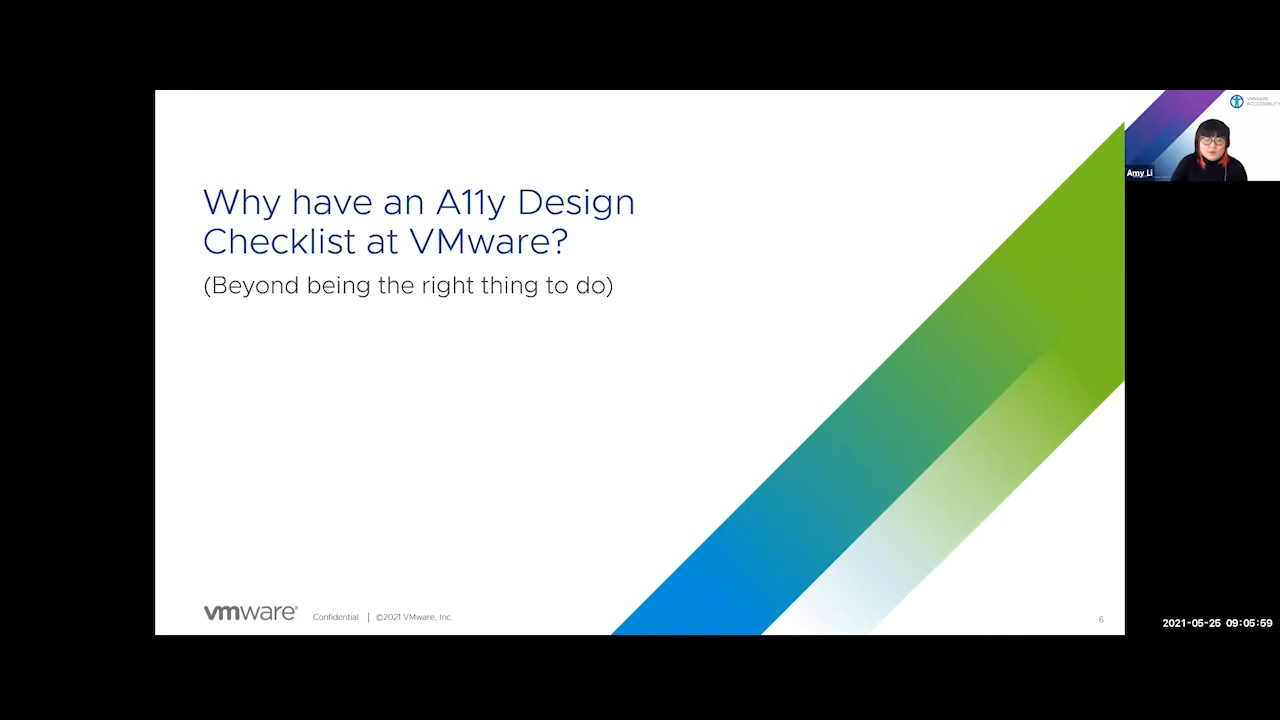 Why have an A11y Design
Checklist at VMware?
(Beyond being the right thing to do)
VMWARE
ACCESSIBILITY
Amy Li
vmware®
Confidential | ©2021 VMware, Inc.
6
2021-05-25 09:05:59